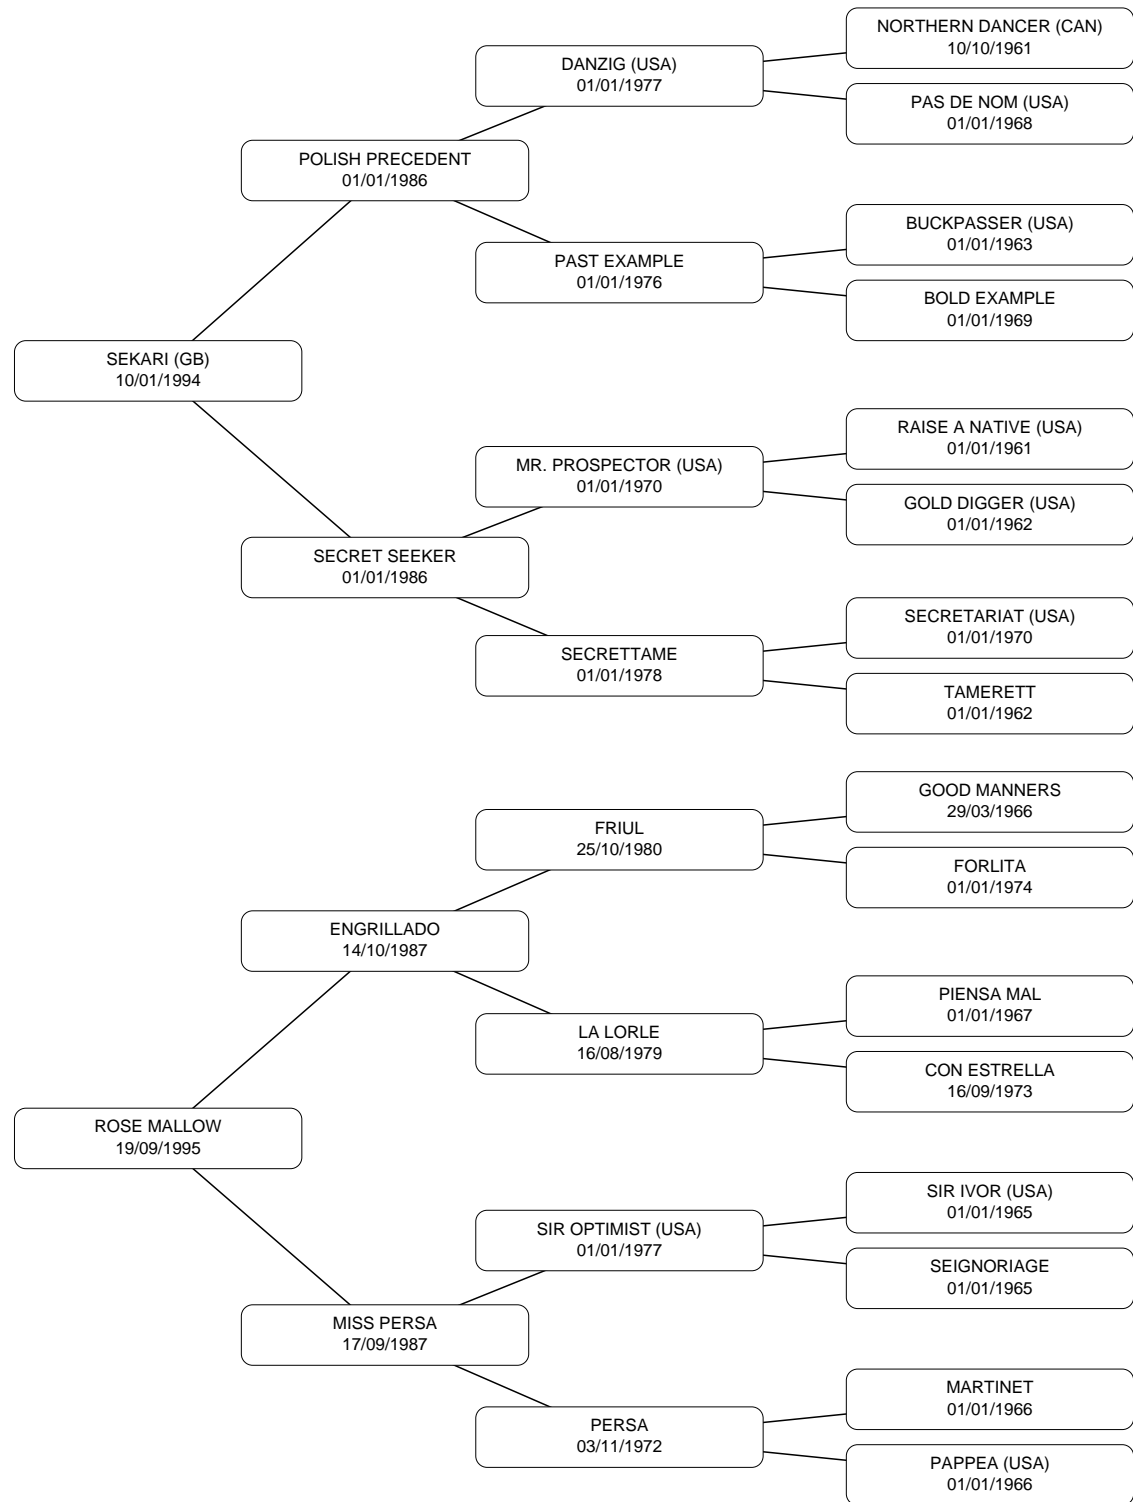 NORTHERN DANCER (CAN)
10/10/1961
DANZIG (USA)
01/01/1977
PAS DE NOM (USA)
01/01/1968
POLISH PRECEDENT
01/01/1986
BUCKPASSER (USA)
01/01/1963
PAST EXAMPLE
01/01/1976
BOLD EXAMPLE
01/01/1969
SEKARI (GB)
10/01/1994
RAISE A NATIVE (USA)
01/01/1961
MR. PROSPECTOR (USA)
01/01/1970
GOLD DIGGER (USA)
01/01/1962
SECRET SEEKER
01/01/1986
SECRETARIAT (USA)
01/01/1970
SECRETTAME
01/01/1978
TAMERETT
01/01/1962
GOOD MANNERS
29/03/1966
FRIUL
25/10/1980
FORLITA
01/01/1974
ENGRILLADO
14/10/1987
PIENSA MAL
01/01/1967
LA LORLE
16/08/1979
CON ESTRELLA
16/09/1973
ROSE MALLOW
19/09/1995
SIR IVOR (USA)
01/01/1965
SIR OPTIMIST (USA)
01/01/1977
SEIGNORIAGE
01/01/1965
MISS PERSA
17/09/1987
MARTINET
01/01/1966
PERSA
03/11/1972
PAPPEA (USA)
01/01/1966